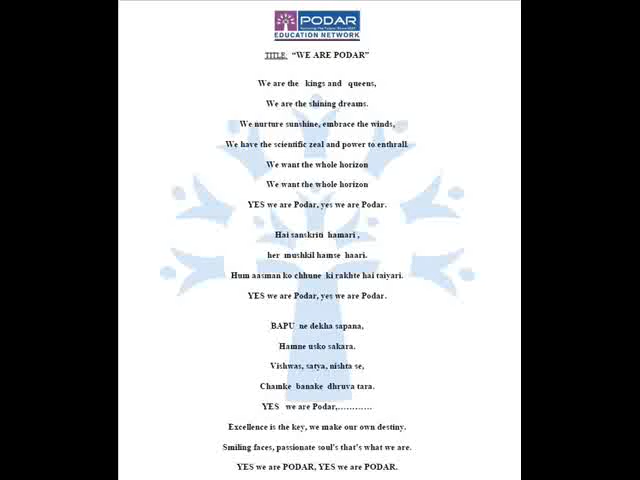 PODAR
EDUCATION NETWORK
TITLE: “WE ARE PODAR”
We are the kings and queens,
We are the shining dreams.
We nurture sunshine, embrace the winds,
We have the scientific zeal and power to enthrall.
We want the whole horizon
We want the whole horizon
YES we are Podar, yes we are Podar.
Hai sanskriti hamari ,
her mushkil hamse haari.
Hum aasman ko chhune ki rakhte hai taiyari.
YES we are Podar, yes we are Podar.
BAPU ne dekha sapana,
Hamne usko sakara.
Vishwas, satya, nishta se,
Chamke banake dhruva tara.
YES we are Podar,…………
Excellence is the key, we make our own destiny.
Smiling faces, passionate soul's that's what we are.
YES we are PODAR, YES we are PODAR.